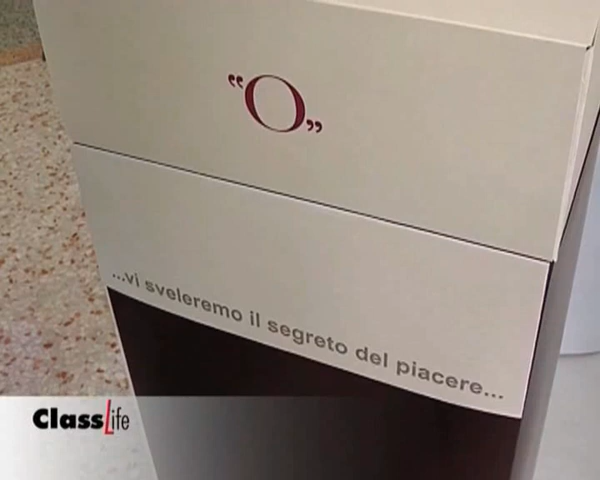 “O”
...vi sveleremo il segreto del piacere...
ClassLife